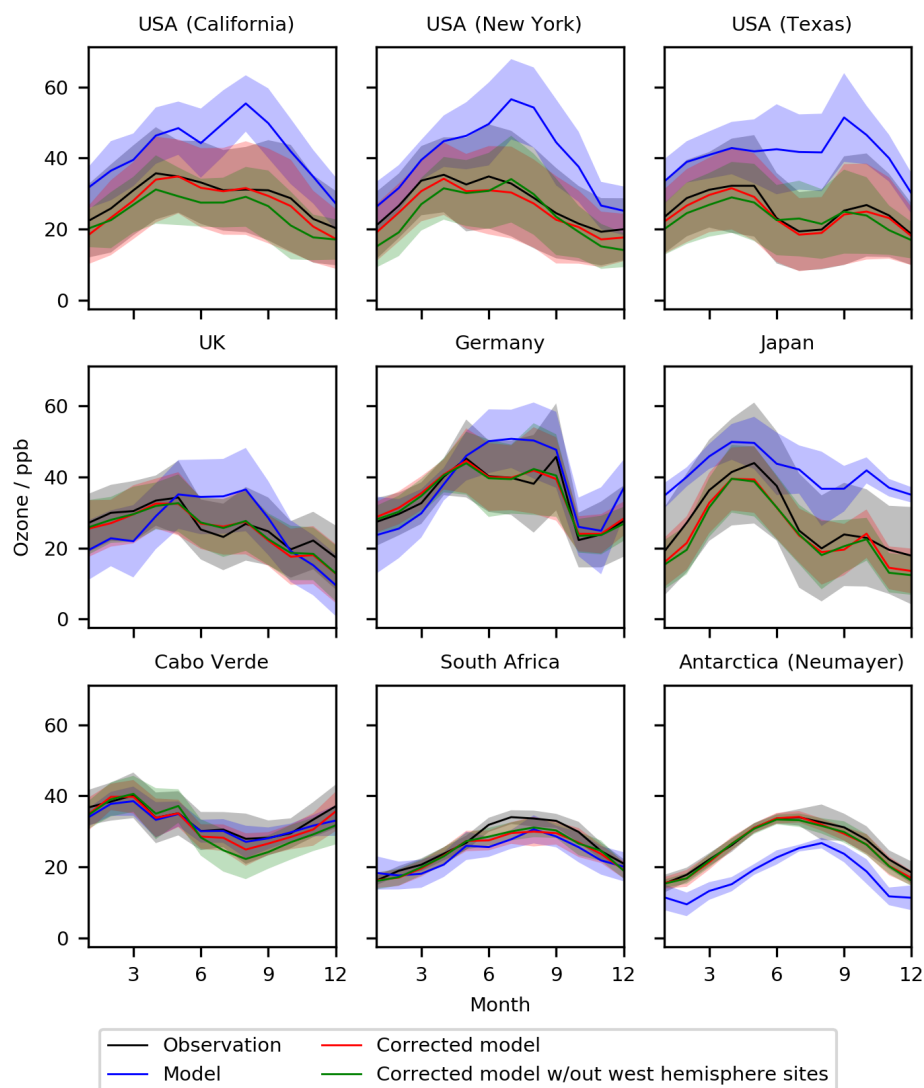 USA (California) USA (New York) USA (Texas)
60
40
20
0
UK Germany Japan
60
40
20
0
Ozone / ppb
Cabo Verde South Africa Antarctica (Neumayer)
60
40
20
0
3 6 9 12 3 6 9 12 3 6 9 12
Month
Observation Corrected model
Model Corrected model w/out west hemisphere sites